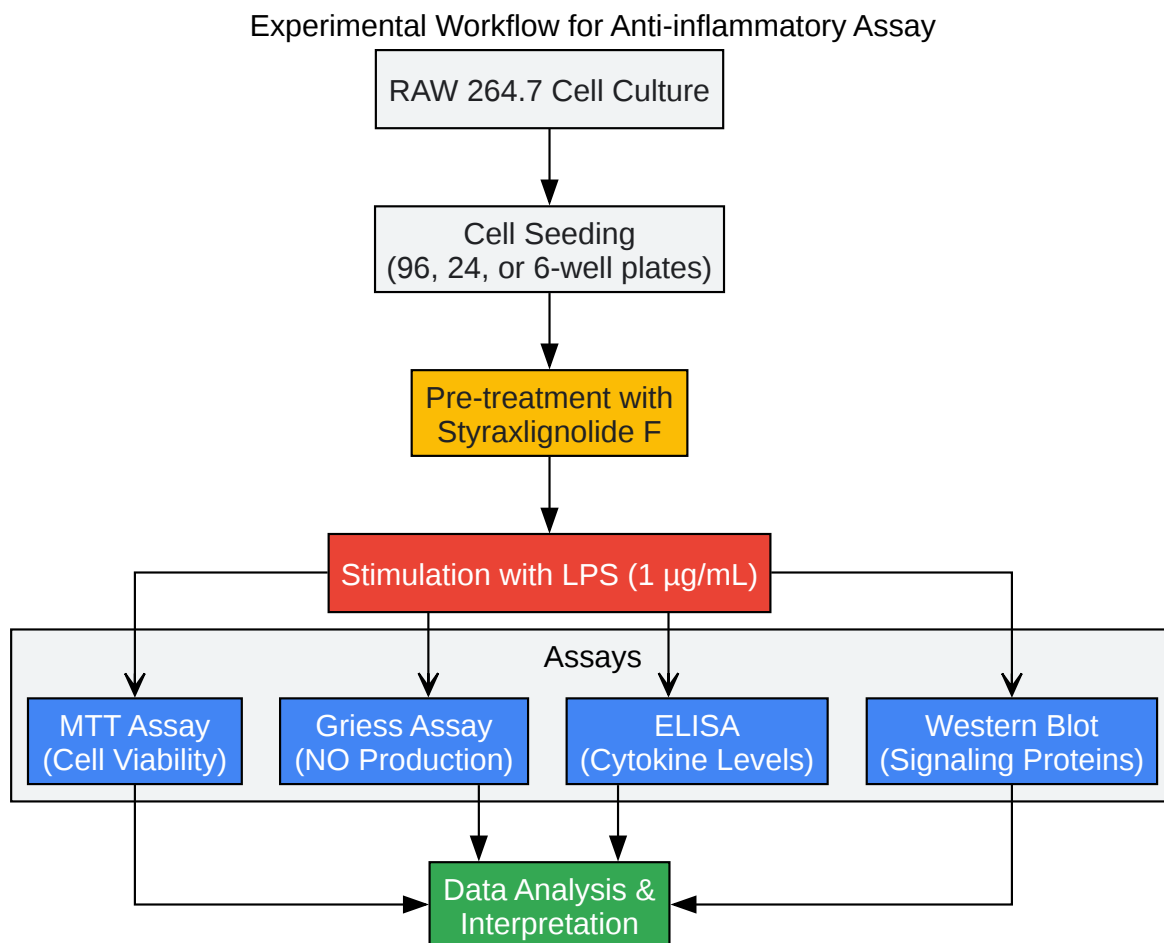 Experimental Workflow for Anti-inflammatory Assay
RAW 264.7 Cell Culture
Cell Seeding
(96, 24, or 6-well plates)
Pre-treatment with
Styraxlignolide F
Stimulation with LPS (1 µg/mL)
Assays
MTT Assay
(Cell Viability)
Griess Assay
(NO Production)
ELISA
(Cytokine Levels)
Western Blot
(Signaling Proteins)
Data Analysis &
Interpretation